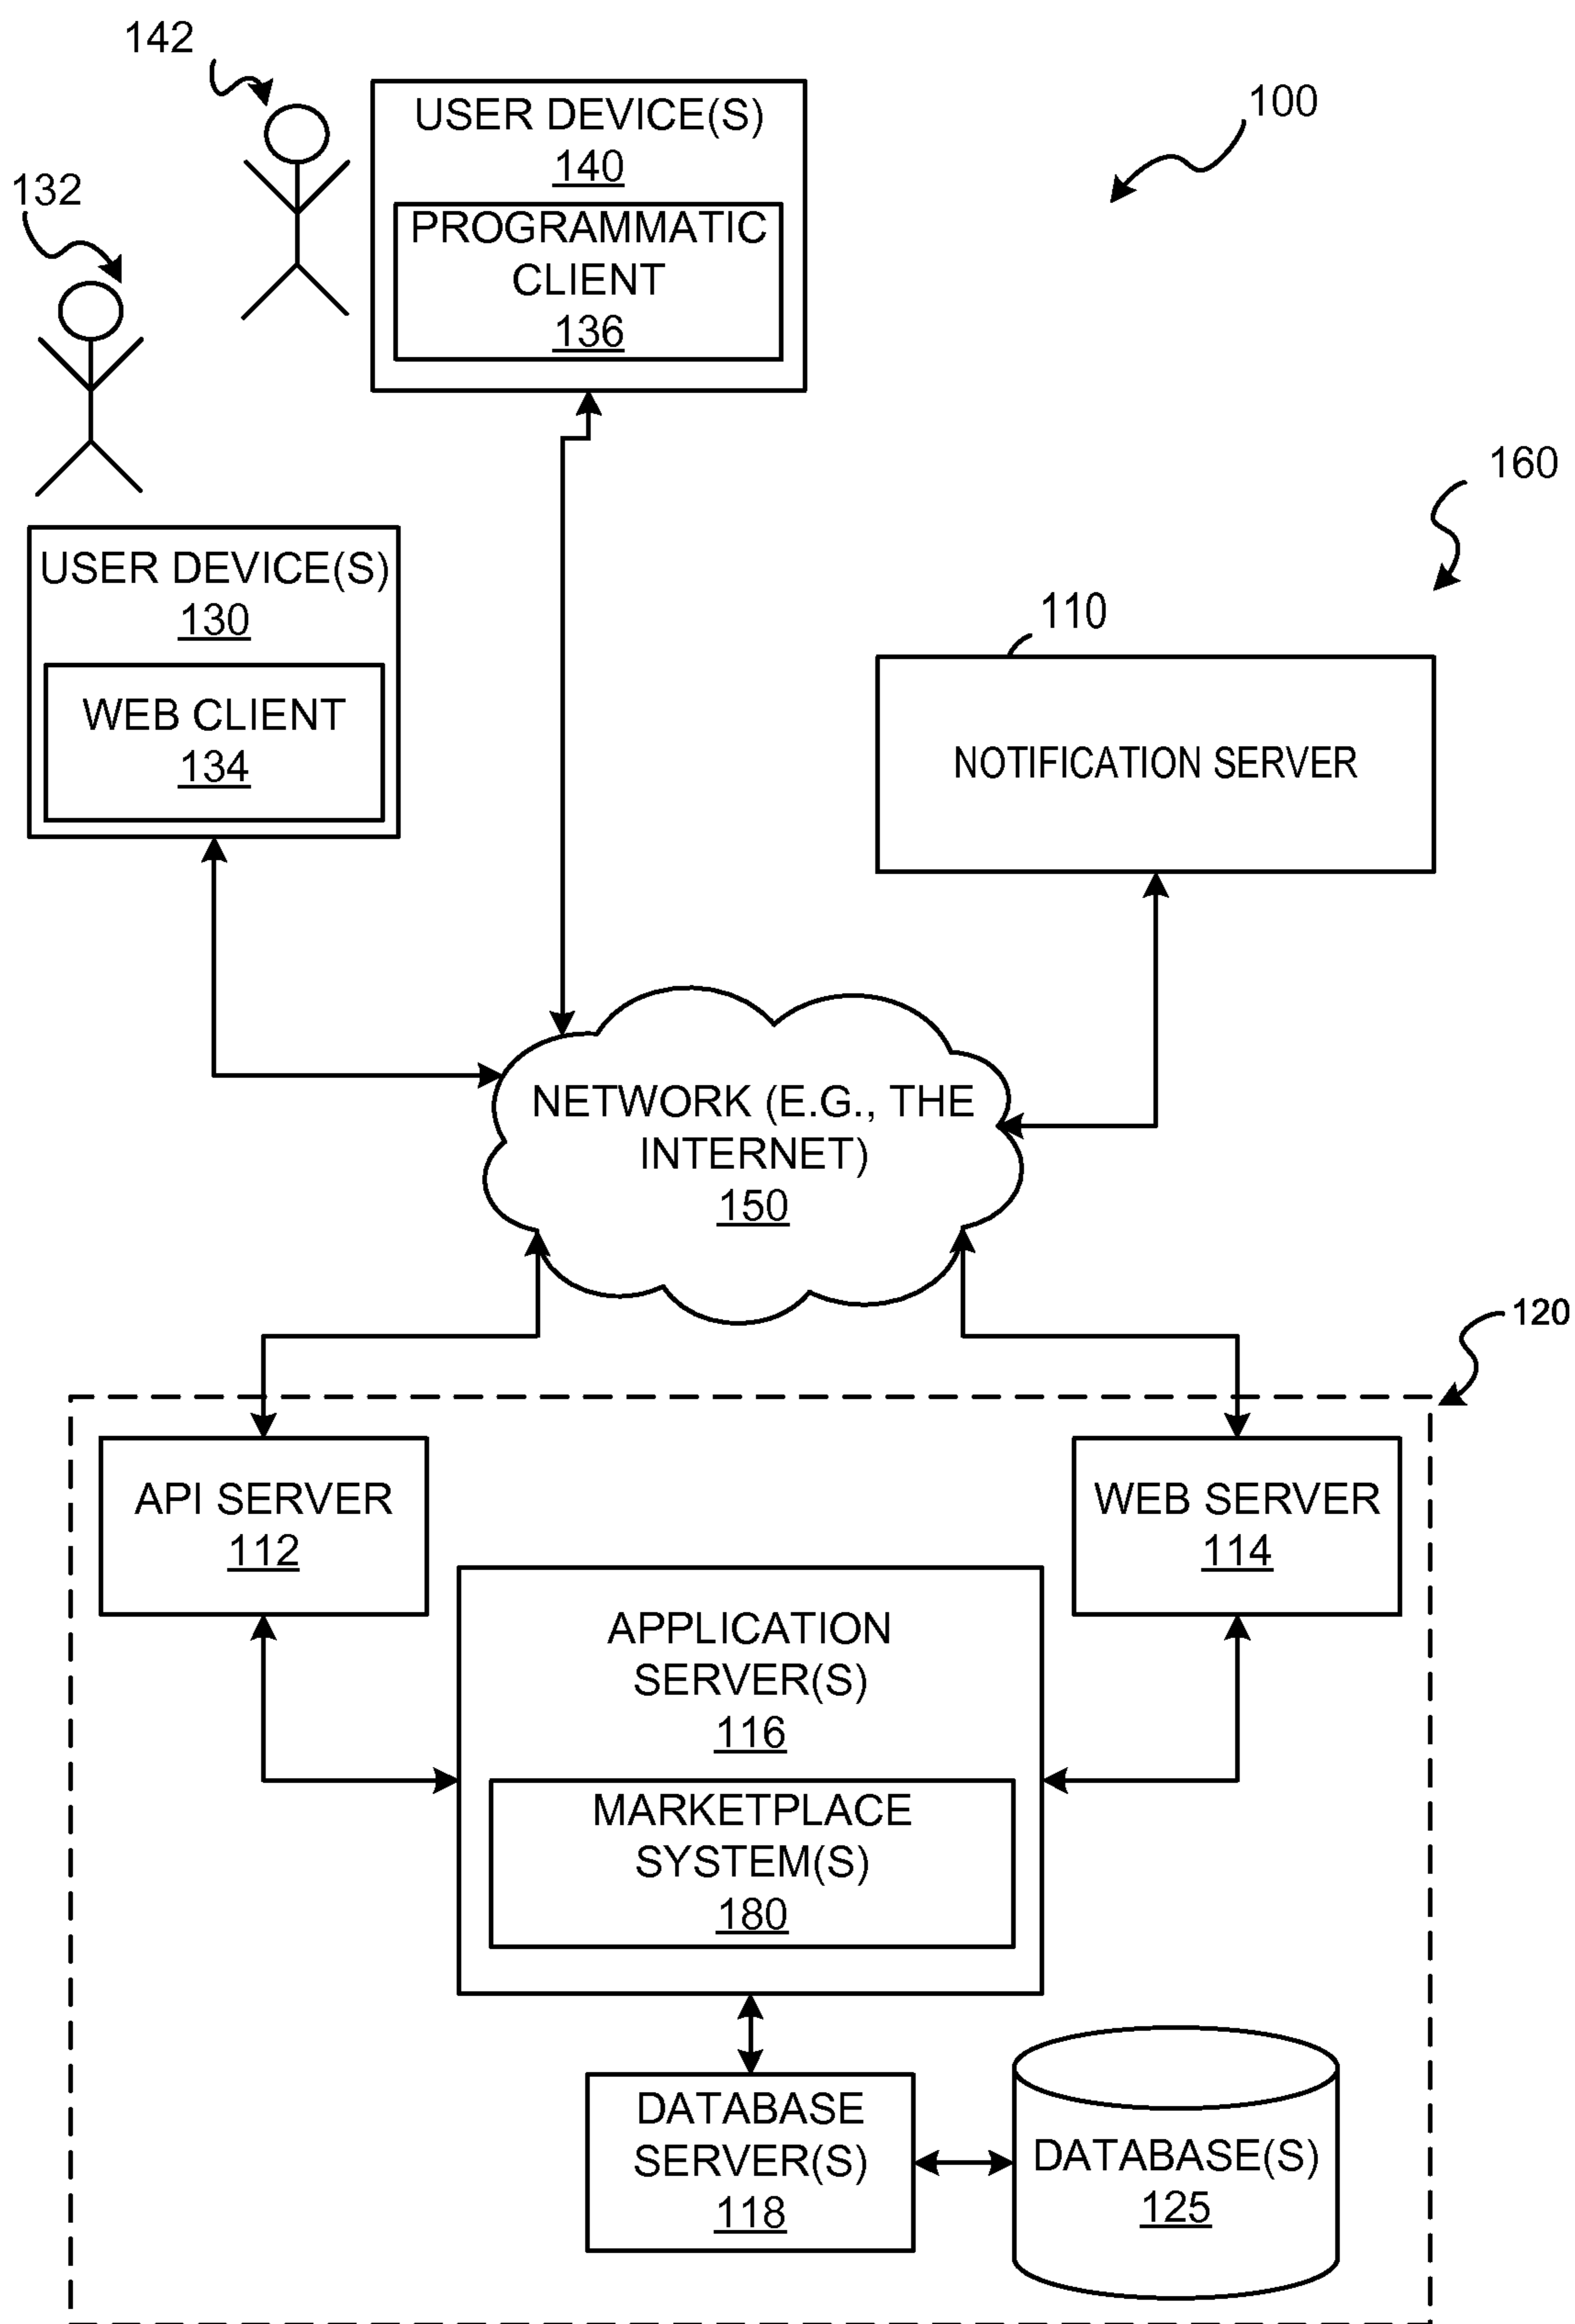 142
USER DEVICE(S)
140
PROGRAMMATIC
CLIENT
136
100
132
160
USER DEVICE(S)
130
WEB CLIENT
134
110
NOTIFICATION SERVER
NETWORK (E.G., THE
INTERNET)
150
120
API SERVER
112
WEB SERVER
114
APPLICATION
SERVER(S)
116
MARKETPLACE
SYSTEM(S)
180
DATABASE
SERVER(S)
118
DATABASE(S)
125